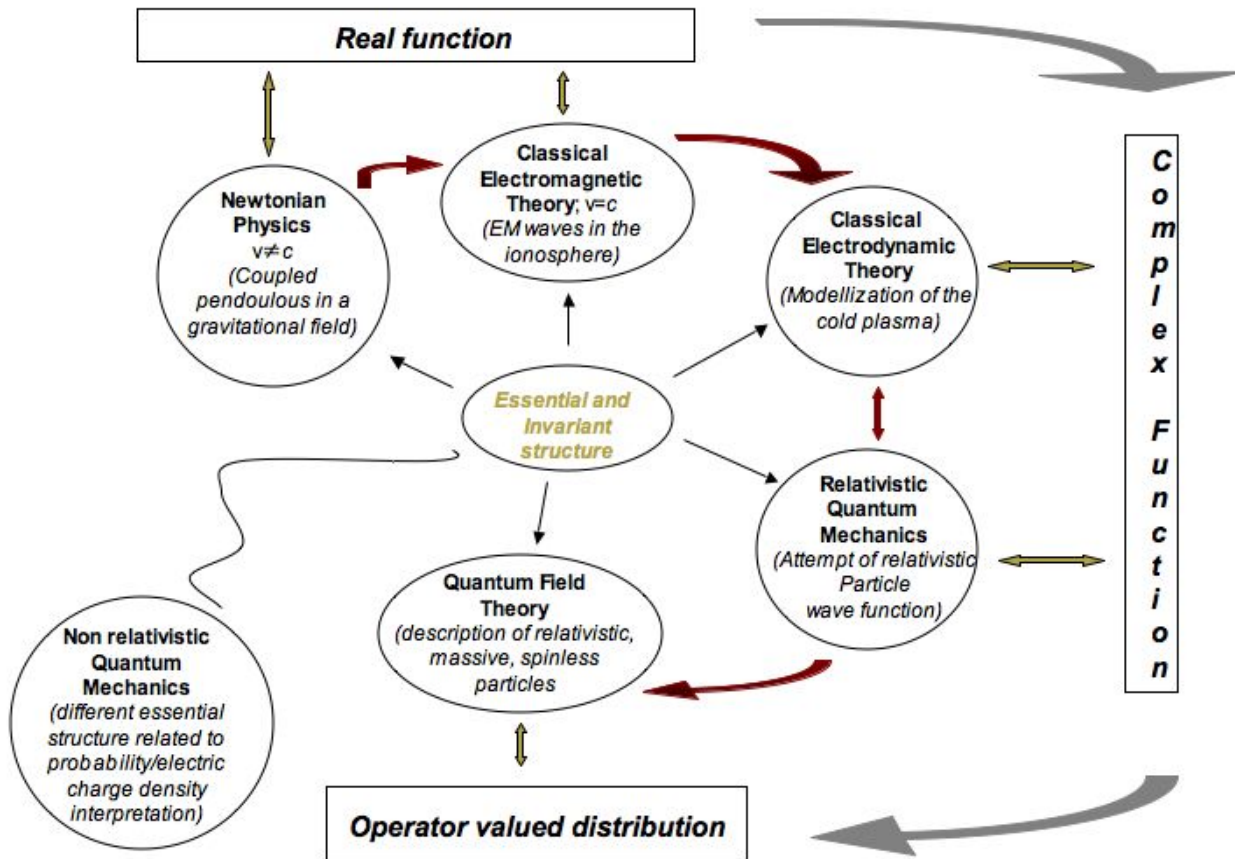 Real function
Newtonian
Physics
v≠c
(Coupled
pendoulous in a
gravitational field)
Classical
Electromagnetic
Theory; v=c
(EM waves in the
ionosphere)
Classical
Electrodynamic
Theory
(Modellization of the
cold plasma)
Complex Function
Essential and
Invariant
structure
Relativistic
Quantum
Mechanics
(Attempt of relativistic
Particle
wave function)
Quantum Field
Theory
(description of relativistic,
massive, spinless
particles
Non relativistic
Quantum
Mechanics
(different essential
structure related to
probability/electric
charge density
interpretation)
Operator valued distribution